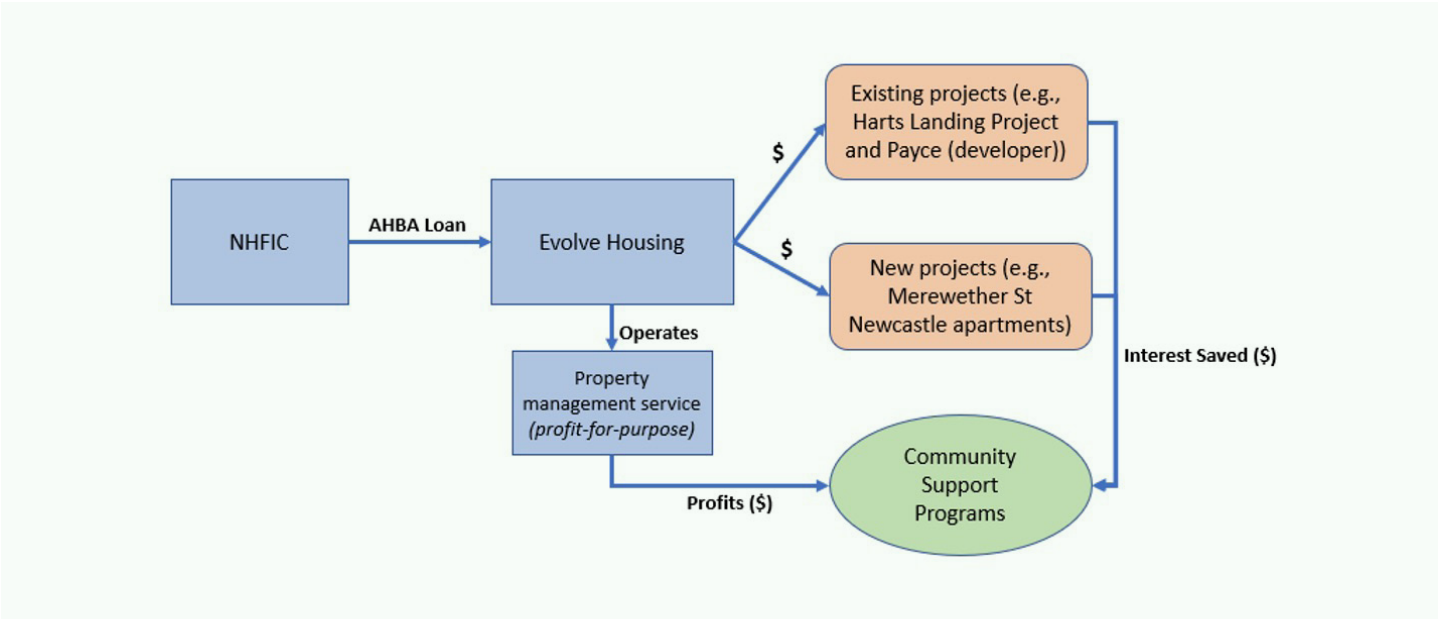 NHFIC
AHBA Loan
Evolve Housing
$
Existing projects (e.g.,
Harts Landing Project
and Payce (developer))
$
New projects (e.g.,
Merewether St
Newcastle apartments)
Operates
Property
management service
(profit-for-purpose)
Interest Saved ($)
Profits ($)
Community
Support
Programs